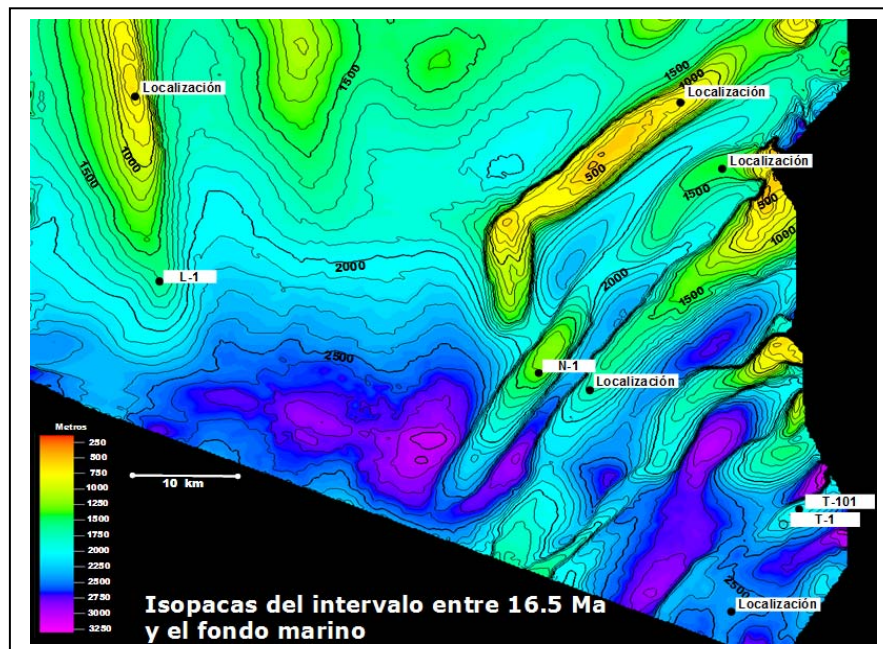 1500
1000
Localización
1500
Localización
1000
1500
500
Localización
1500
500
1000
2000
2000
1500
L-1
2500
N-1
Localización
Metros
250
500
750
1000
1250
1500
1750
2000
2250
2500
2750
3000
3250
10 km
T-101
T-1
2500
Localización
Isopacas del intervalo entre 16.5 Ma
y el fondo marino